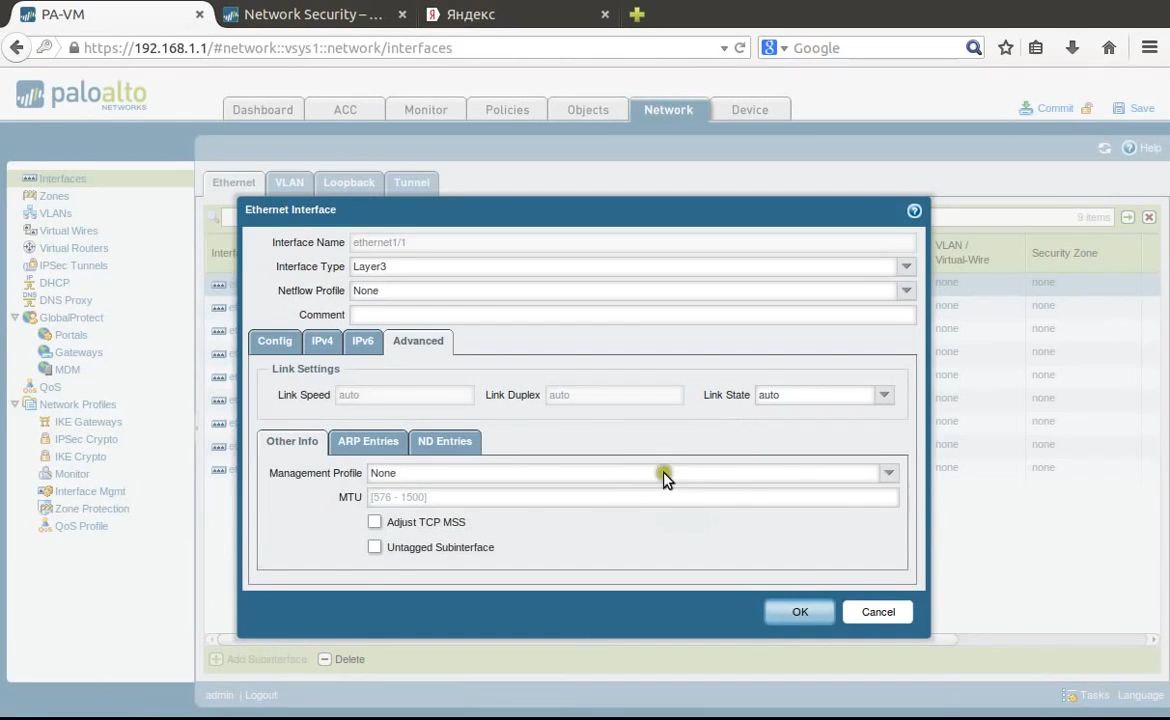 PA-VM
Network Security – ...
Яндекс
https://192.168.1.1/#network::vsys1::network/interfaces
Google
paloalto
NETWORKS
Dashboard
ACC
Monitor
Policies
Objects
Network
Device
Commit
Save
Help
Interfaces
Zones
VLANs
Virtual Wires
Virtual Routers
IPSec Tunnels
DHCP
DNS Proxy
GlobalProtect
Portals
Gateways
MDM
QoS
Network Profiles
IKE Gateways
IPSec Crypto
IKE Crypto
Monitor
Interface Mgmt
Zone Protection
QoS Profile
Ethernet
VLAN
Loopback
Tunnel
9 items
VLAN /
Virtual-Wire
Security Zone
none none
none none
none none
none none
none none
none none
none none
none none
none none
Ethernet Interface
Interface Name ethernet1/1
Interface Type Layer3
Netflow Profile None
Comment
Config
IPv4
IPv6
Advanced
Link Settings
Link Speed auto
Link Duplex auto
Link State auto
Other Info
ARP Entries
ND Entries
Management Profile None
MTU [576 - 1500]
Adjust TCP MSS
Untagged Subinterface
OK
Cancel
Add Subinterface
Delete
admin | Logout
Tasks
Language